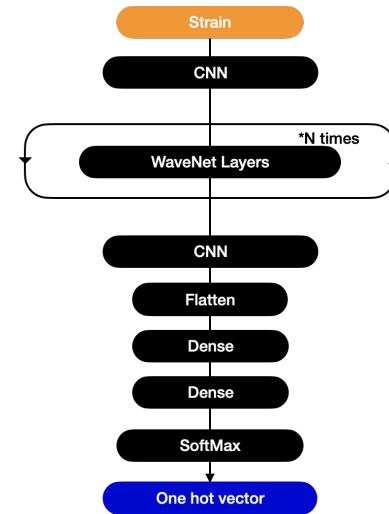 Strain
CNN
*N times
WaveNet Layers
CNN
Flatten
Dense
Dense
SoftMax
One hot vector